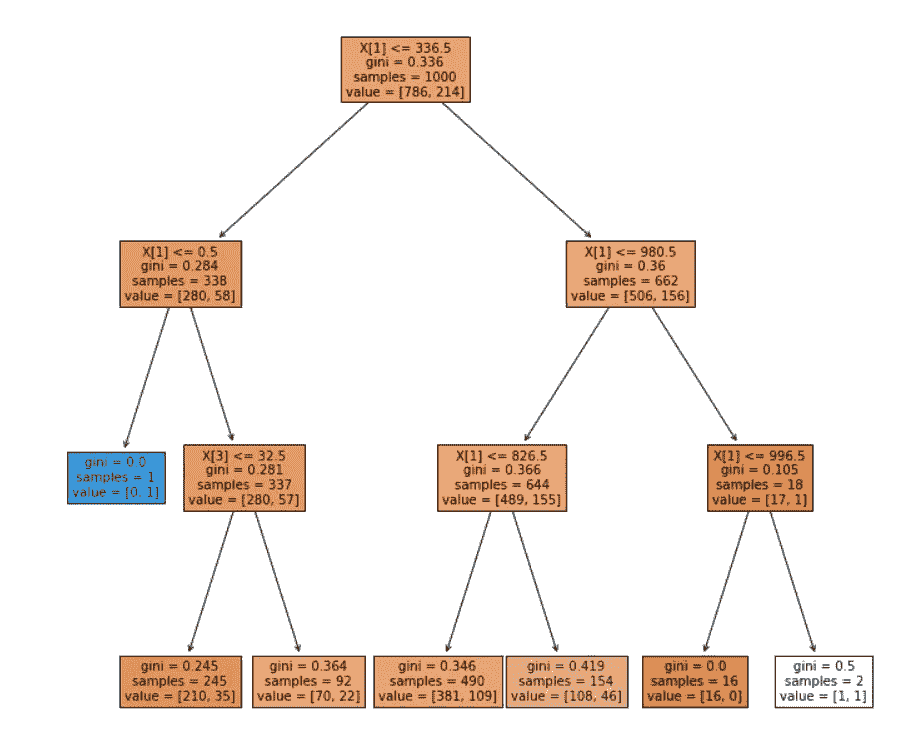 X[1] <= 336.5
gini = 0.336
samples = 1000
value = [786, 214]
X[1] <= 0.5
gini = 0.284
samples = 338
value = [280, 58]
X[1] <= 980.5
gini = 0.36
samples = 662
value = [506, 156]
gini = 0.0
samples = 1
value = [0, 1]
X[3] <= 32.5
gini = 0.281
samples = 337
value = [280, 57]
X[1] <= 826.5
gini = 0.366
samples = 644
value = [489, 155]
X[1] <= 996.5
gini = 0.105
samples = 18
value = [17, 1]
gini = 0.245
samples = 245
value = [210, 35]
gini = 0.364
samples = 92
value = [70, 22]
gini = 0.346
samples = 490
value = [381, 109]
gini = 0.419
samples = 154
value = [108, 46]
gini = 0.0
samples = 16
value = [16, 0]
gini = 0.5
samples = 2
value = [1, 1]